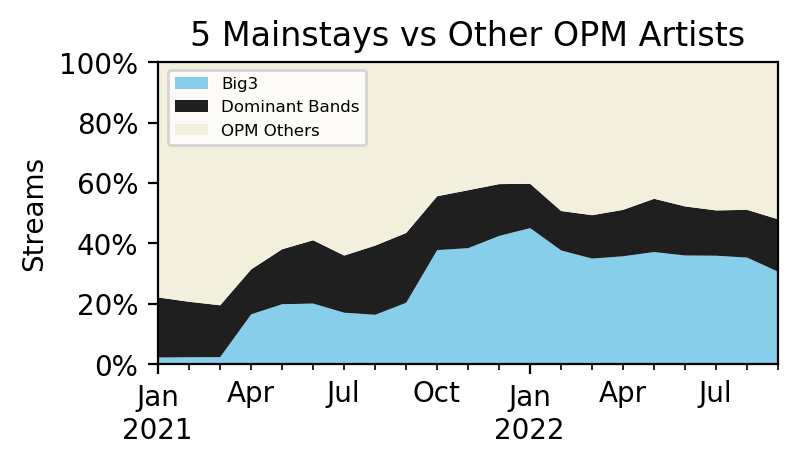 5 Mainstays vs Other OPM Artists
100%
80%
60%
40%
20%
0%
Streams
Big3
Dominant Bands
OPM Others
Jan Apr Jul Oct Jan Apr Jul
2021 2022